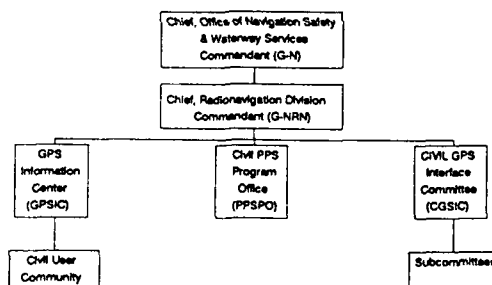 Chief, Office of Navigation Safety
& Waterway Services
Commandant (G-N)
Chief, Radionavigation Division
Commandant (G-NRN)
GPS
Information
Center
(GPSIC)
Civil PPS
Program
Office
(PPSPO)
CIVIL GPS
Interface
Committee
(CGSIC)
Civil User
Community
Subcommittees